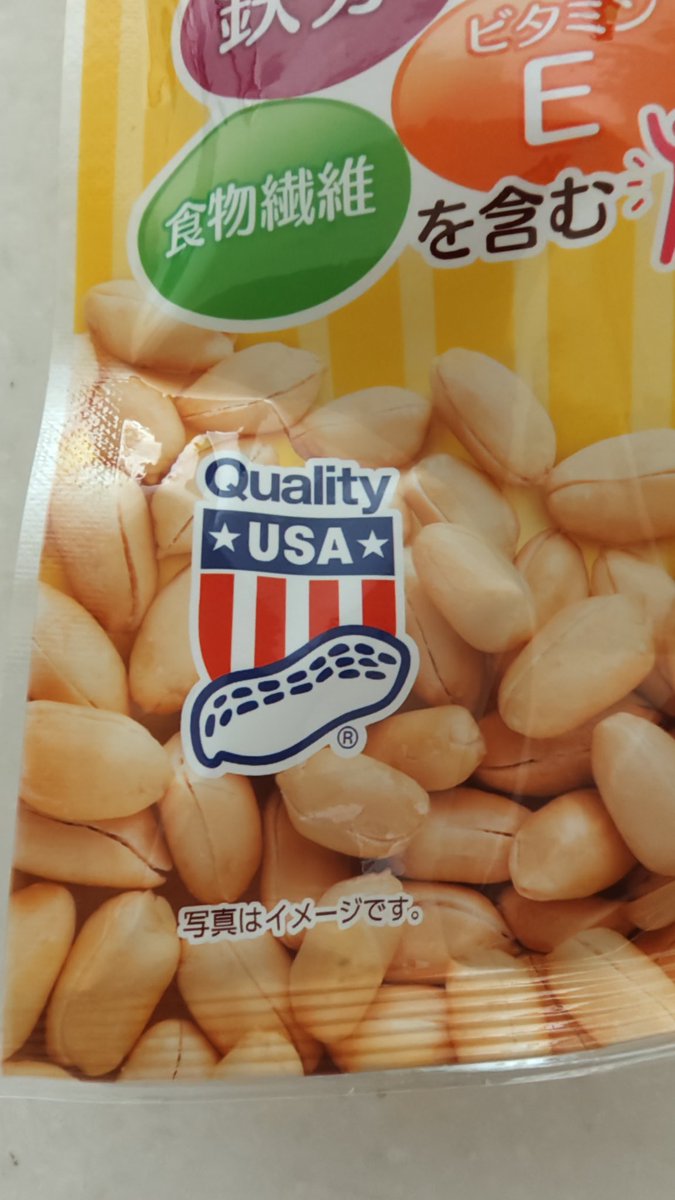 鉄分
ビタミン
E
食物繊維
を含む
Quality
★USA★
®
写真はイメージです。